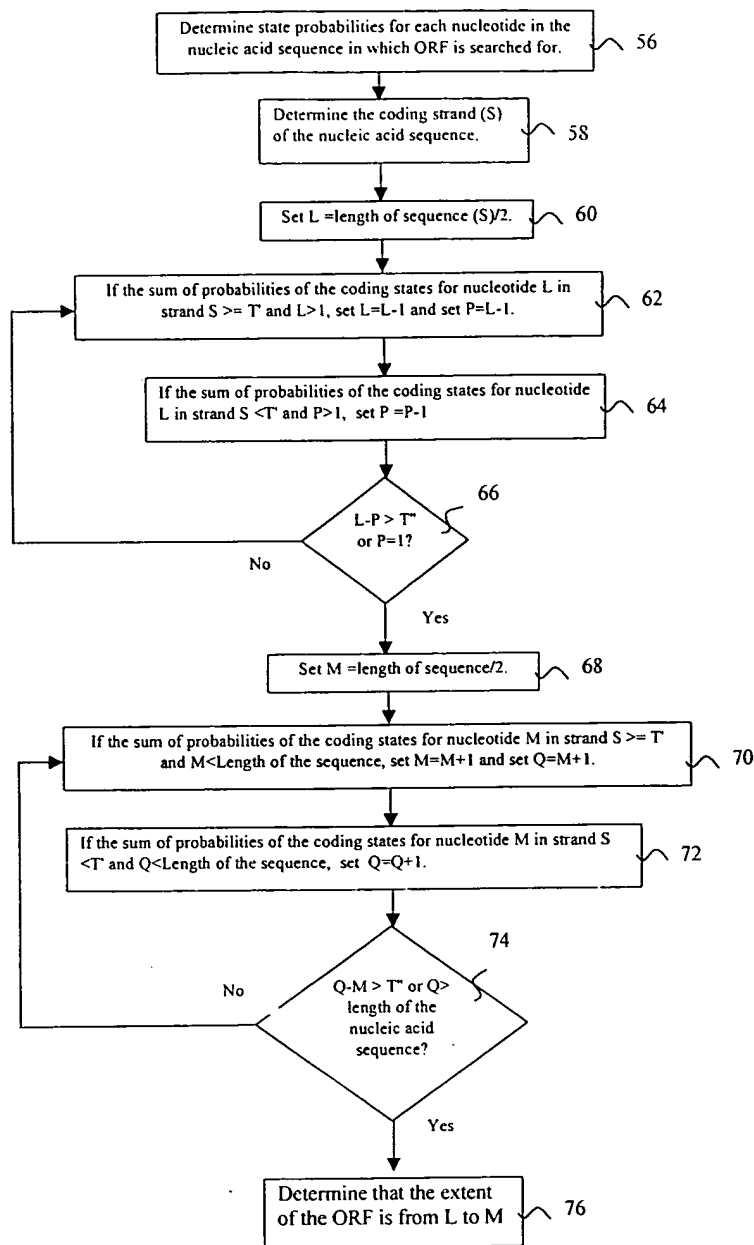 Determine state probabilities for each nucleotide in the
nucleic acid sequence in which ORF is searched for.
56
Determine the coding strand (S)
of the nucleic acid sequence.
58
Set L =length of sequence (S)/2.
60
If the sum of probabilities of the coding states for nucleotide L in
strand S >= T' and L>1, set L=L-1 and set P=L-1.
62
If the sum of probabilities of the coding states for nucleotide
L in strand S <T' and P>1, set P =P-1
64
66
L-P > T"
or P=1?
No
Yes
Set M =length of sequence/2.
68
If the sum of probabilities of the coding states for nucleotide M in strand S >= T'
and M<Length of the sequence, set M=M+1 and set Q=M+1.
70
If the sum of probabilities of the coding states for nucleotide M in strand S
<T' and Q<Length of the sequence, set Q=Q+1.
72
74
No
Q-M > T" or Q>
length of the
nucleic acid
sequence?
Yes
Determine that the extent
of the ORF is from L to M
76